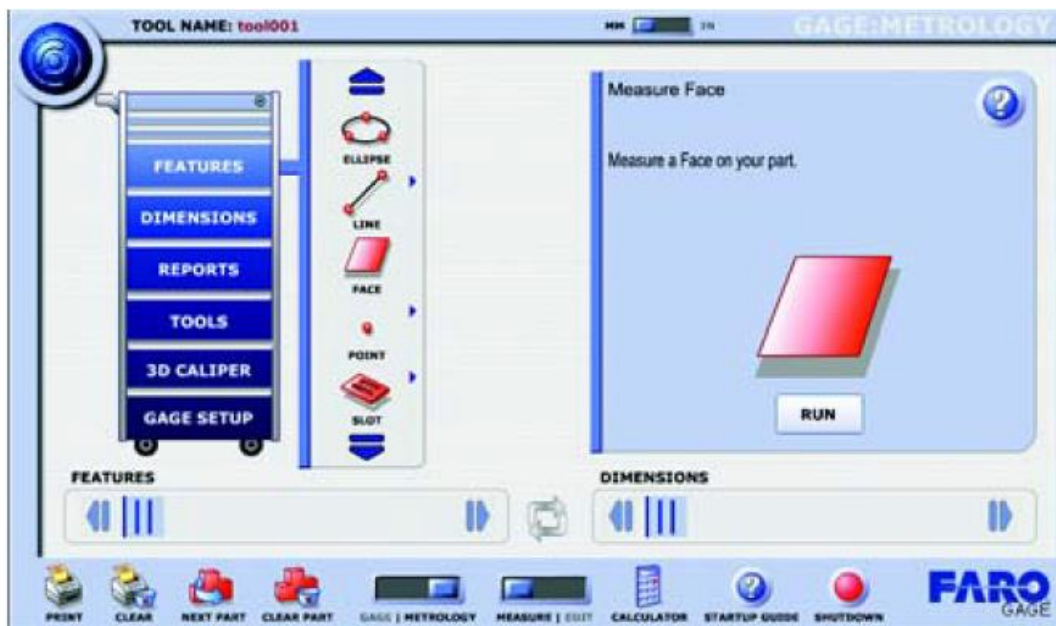 TOOL NAME: tool001
MM
IN
GAGE:METROLOGY
FEATURES
DIMENSIONS
REPORTS
TOOLS
3D CALIPER
GAGE SETUP
ELLIPSE
LINE
FACE
POINT
SLOT
Measure Face
Measure a Face on your part.
RUN
FEATURES
DIMENSIONS
PRINT
CLEAR
NEXT PART
CLEAR PART
GAGE | METROLOGY
MEASURE | EDIT
CALCULATOR
STARTUP GUIDE
SHUTDOWN
FARO
GAGE